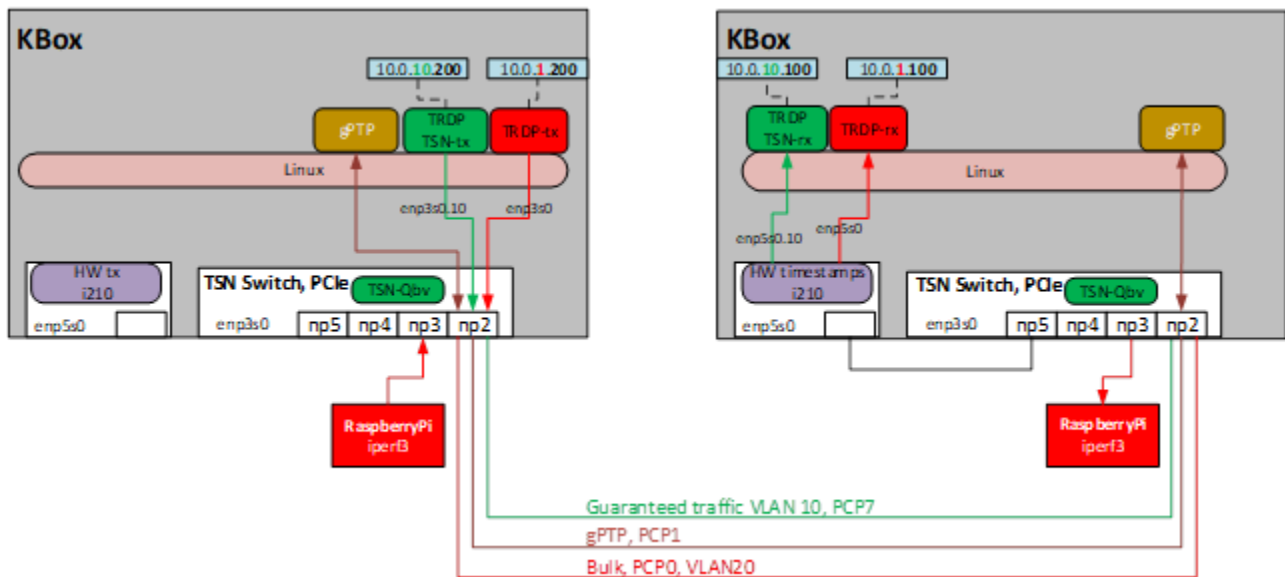 KBox
10.0.10.200
10.0.1.200
gPTP
TRDP
TSN-tx
TRDP-tx
Linux
enp3s0.10
enp3s0
HW tx
i210
enp5s0
TSN Switch, PCIe
TSN-Qbv
enp3s0
np5
np4
np3
np2
RaspberryPi
iperf3
KBox
10.0.10.100
10.0.1.100
TRDP
TSN-rx
TRDP-rx
gPTP
Linux
enp5s0.10
enp5s0
HW timestamps
i210
enp5s0
TSN Switch, PCIe
TSN-Qbv
enp3s0
np5
np4
np3
np2
RaspberryPi
iperf3
Guaranteed traffic VLAN 10, PCP7
gPTP, PCP1
Bulk, PCP0, VLAN20